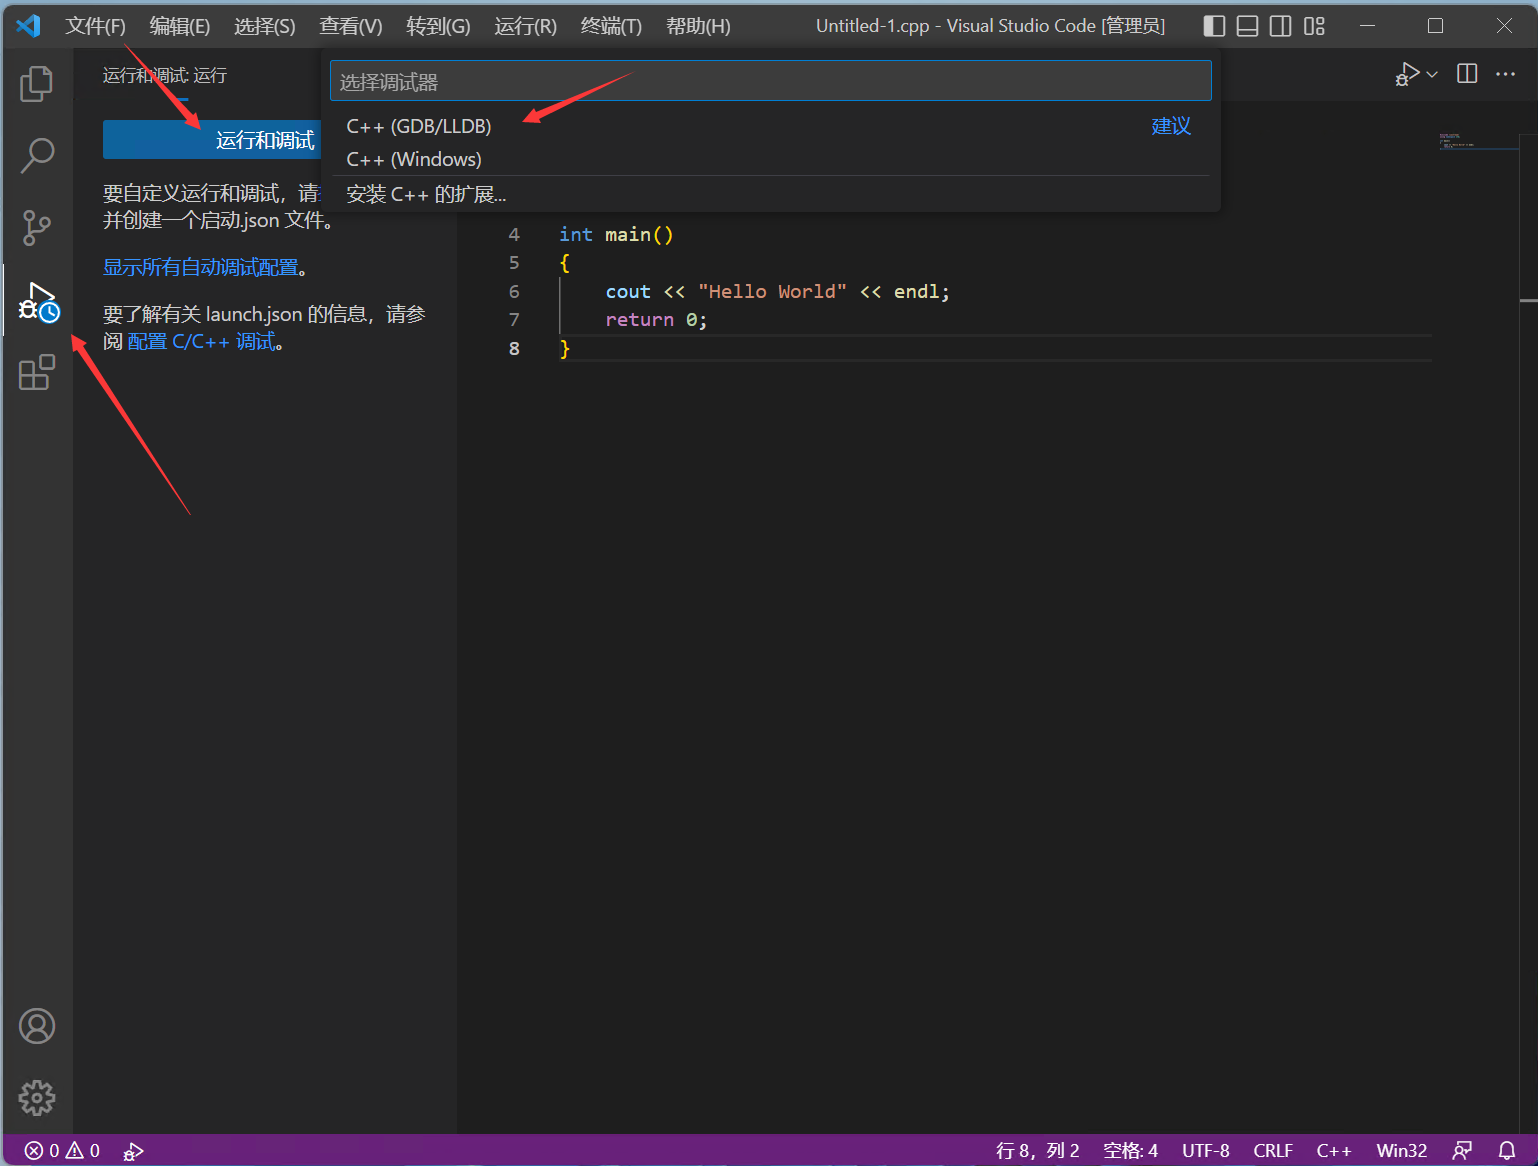 文件(F) 编辑(E) 选择(S) 查看(V) 转到(G) 运行(R) 终端(T) 帮助(H) Untitled-1.cpp - Visual Studio Code [管理员]
运行和调试: 运行
选择调试器
运行和调试
C++ (GDB/LLDB) 建议
C++ (Windows)
安装 C++ 的扩展...
要自定义运行和调试，请
并创建一个启动.json 文件。
显示所有自动调试配置。
要了解有关 launch.json 的信息，请参
阅 配置 C/C++ 调试。
4 int main()
5 {
6 cout << "Hello World" << endl;
7 return 0;
8 }
0 0 行 8，列 2 空格: 4 UTF-8 CRLF C++ Win32